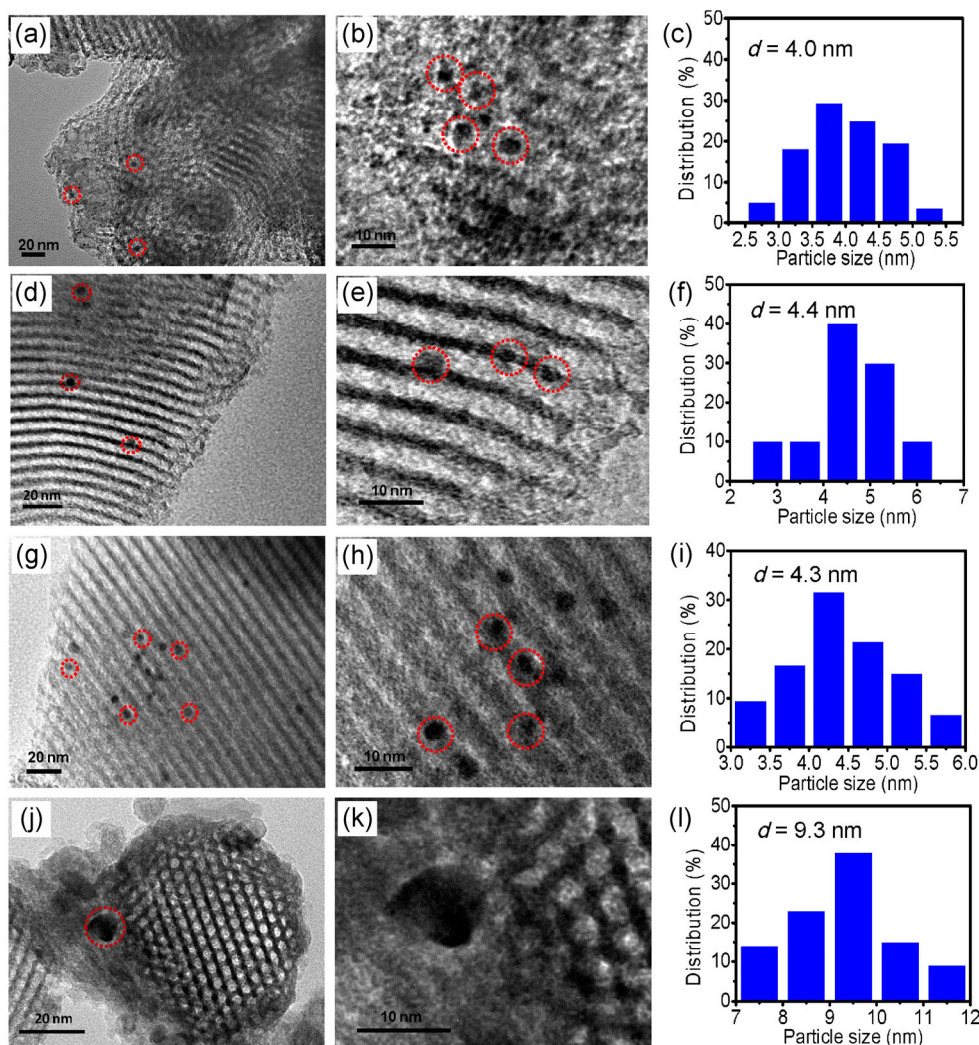 (a)
20 nm
(b)
10 nm
(c)
d = 4.0 nm
Distribution (%)
50
40
30
20
10
0
2.5 3.0 3.5 4.0 4.5 5.0 5.5
Particle size (nm)
(d)
20 nm
(e)
10 nm
(f)
d = 4.4 nm
Distribution (%)
50
40
30
20
10
0
2 3 4 5 6 7
Particle size (nm)
(g)
20 nm
(h)
10 nm
(i)
d = 4.3 nm
Distribution (%)
40
30
20
10
0
3.0 3.5 4.0 4.5 5.0 5.5 6.0
Particle size (nm)
(j)
20 nm
(k)
10 nm
(l)
d = 9.3 nm
Distribution (%)
50
40
30
20
10
0
7 8 9 10 11 12
Particle size (nm)